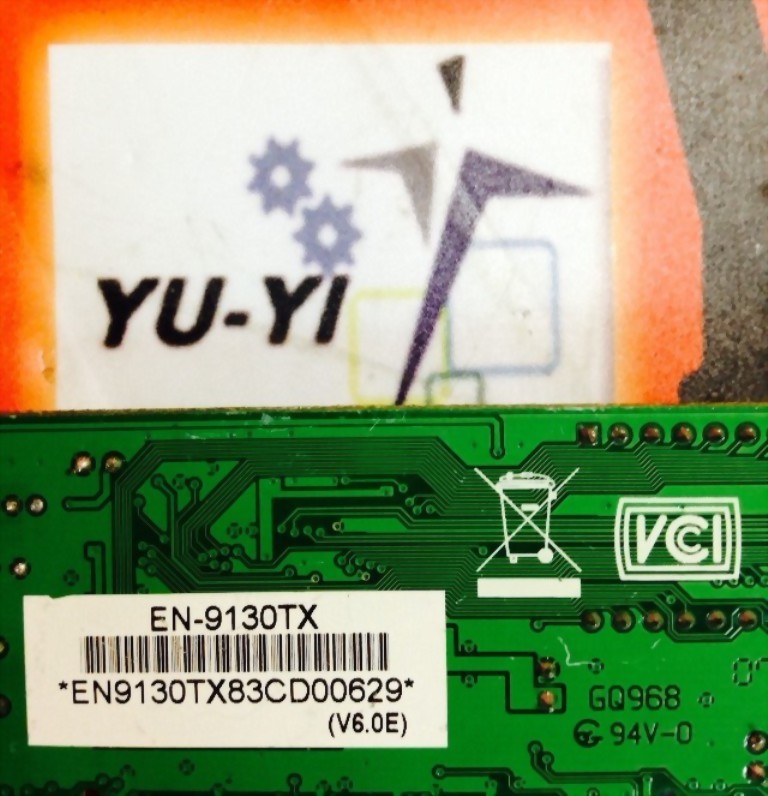 YU-YI
VCCI
EN-9130TX
*EN9130TX83CD00629*
(V6.0E)
GQ968
94V-0